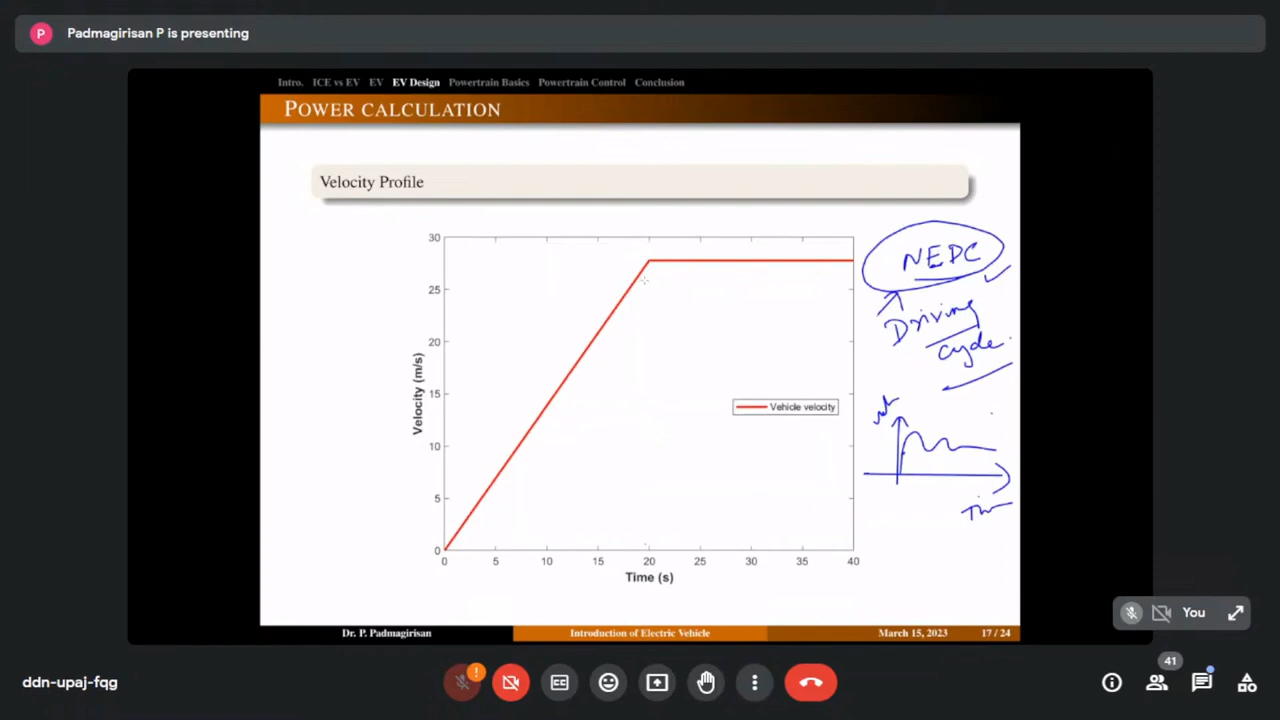 P Padmagirisan P is presenting
Intro. ICE vs EV EV EV Design Powertrain Basics Powertrain Control Conclusion
POWER CALCULATION
Velocity Profile
30
25
20
15
10
5
0
Velocity (m/s)
Vehicle velocity
0 5 10 15 20 25 30 35 40
Time (s)
NEDC
Driving
cycle
Dr. P. Padmagirisan Introduction of Electric Vehicle March 15, 2023 17 / 24
You
ddn-upaj-fqg
!
CC
41